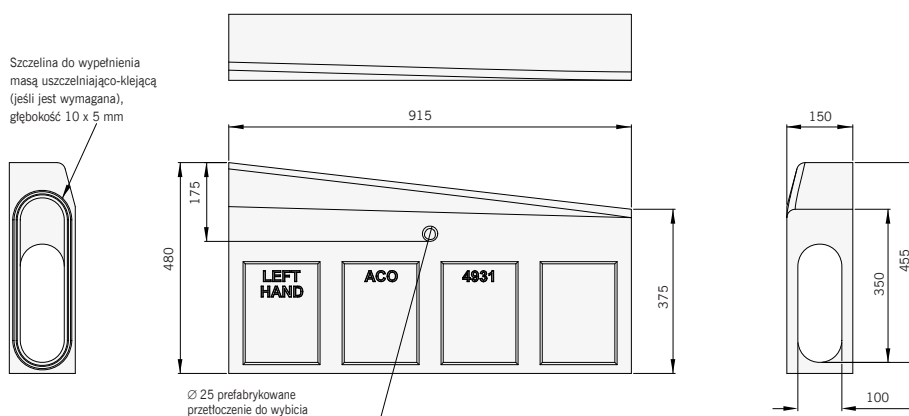 Szczelina do wypełnienia
masą uszczelniająco-klejącą
(jeśli jest wymagana),
głębokość 10 x 5 mm
915
150
175
480
LEFT
HAND
ACO
4931
375
350
455
100
Ø 25 prefabrykowane
przetłoczenie do wybicia